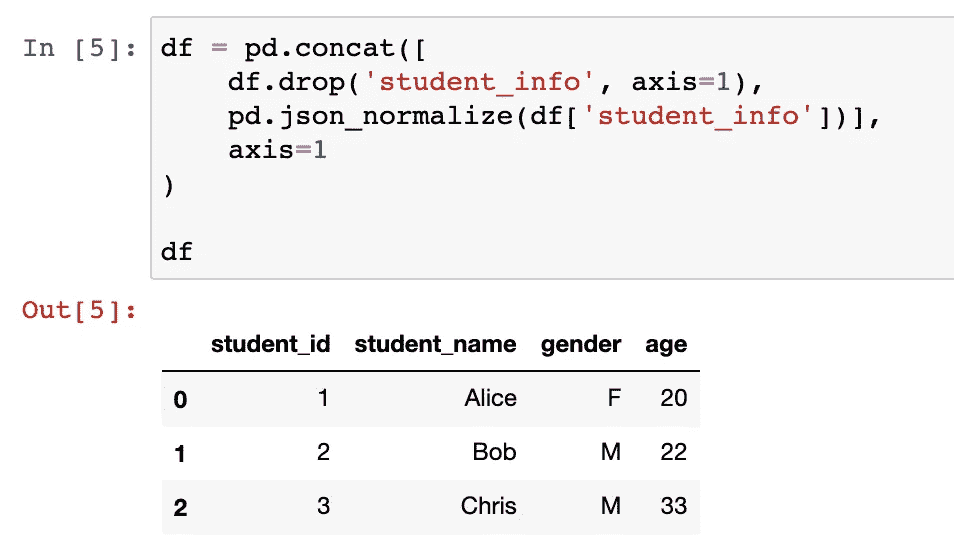 In [5]: df = pd.concat([
    df.drop('student_info', axis=1),
    pd.json_normalize(df['student_info'])],
    axis=1
)
df
Out[5]:
student_id student_name gender age
0 1 Alice F 20
1 2 Bob M 22
2 3 Chris M 33